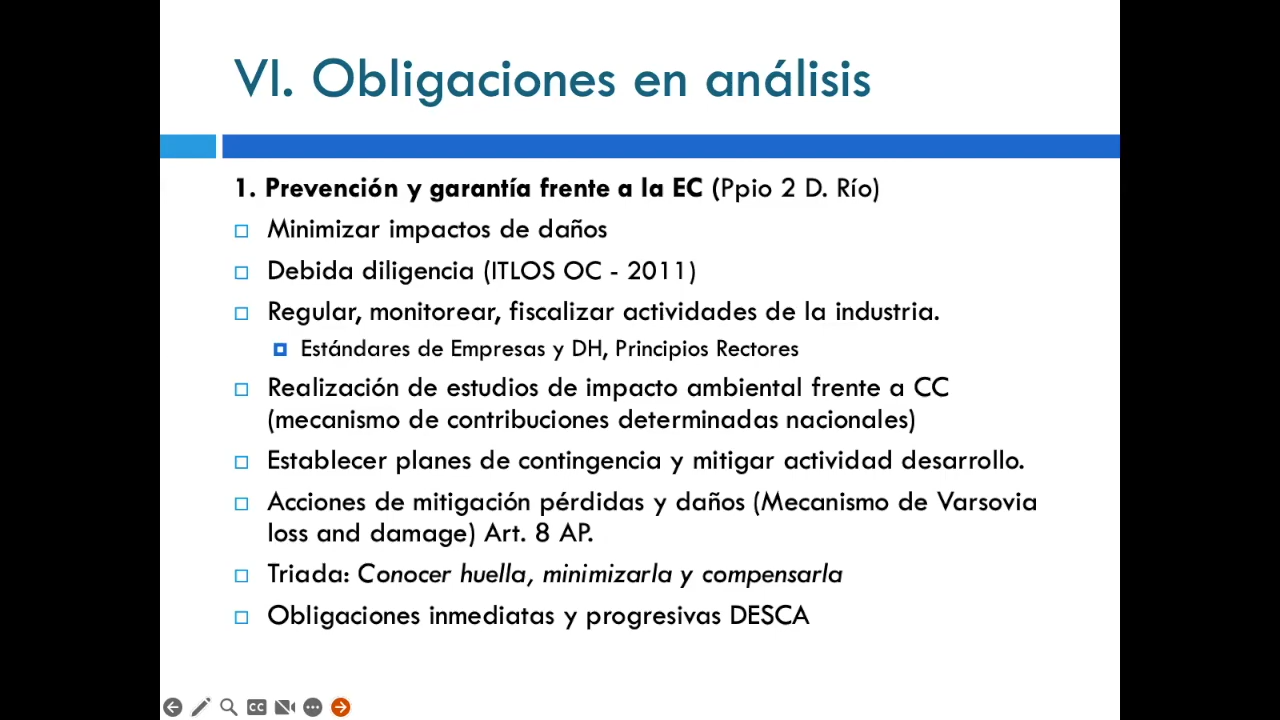 VI. Obligaciones en análisis
1. Prevención y garantía frente a la EC (Ppio 2 D. Río)
Minimizar impactos de daños
Debida diligencia (ITLOS OC - 2011)
Regular, monitorear, fiscalizar actividades de la industria.
Estándares de Empresas y DH, Principios Rectores
Realización de estudios de impacto ambiental frente a CC
(mecanismo de contribuciones determinadas nacionales)
Establecer planes de contingencia y mitigar actividad desarrollo.
Acciones de mitigación pérdidas y daños (Mecanismo de Varsovia
loss and damage) Art. 8 AP.
Triada: Conocer huella, minimizarla y compensarla
Obligaciones inmediatas y progresivas DESCA
CC